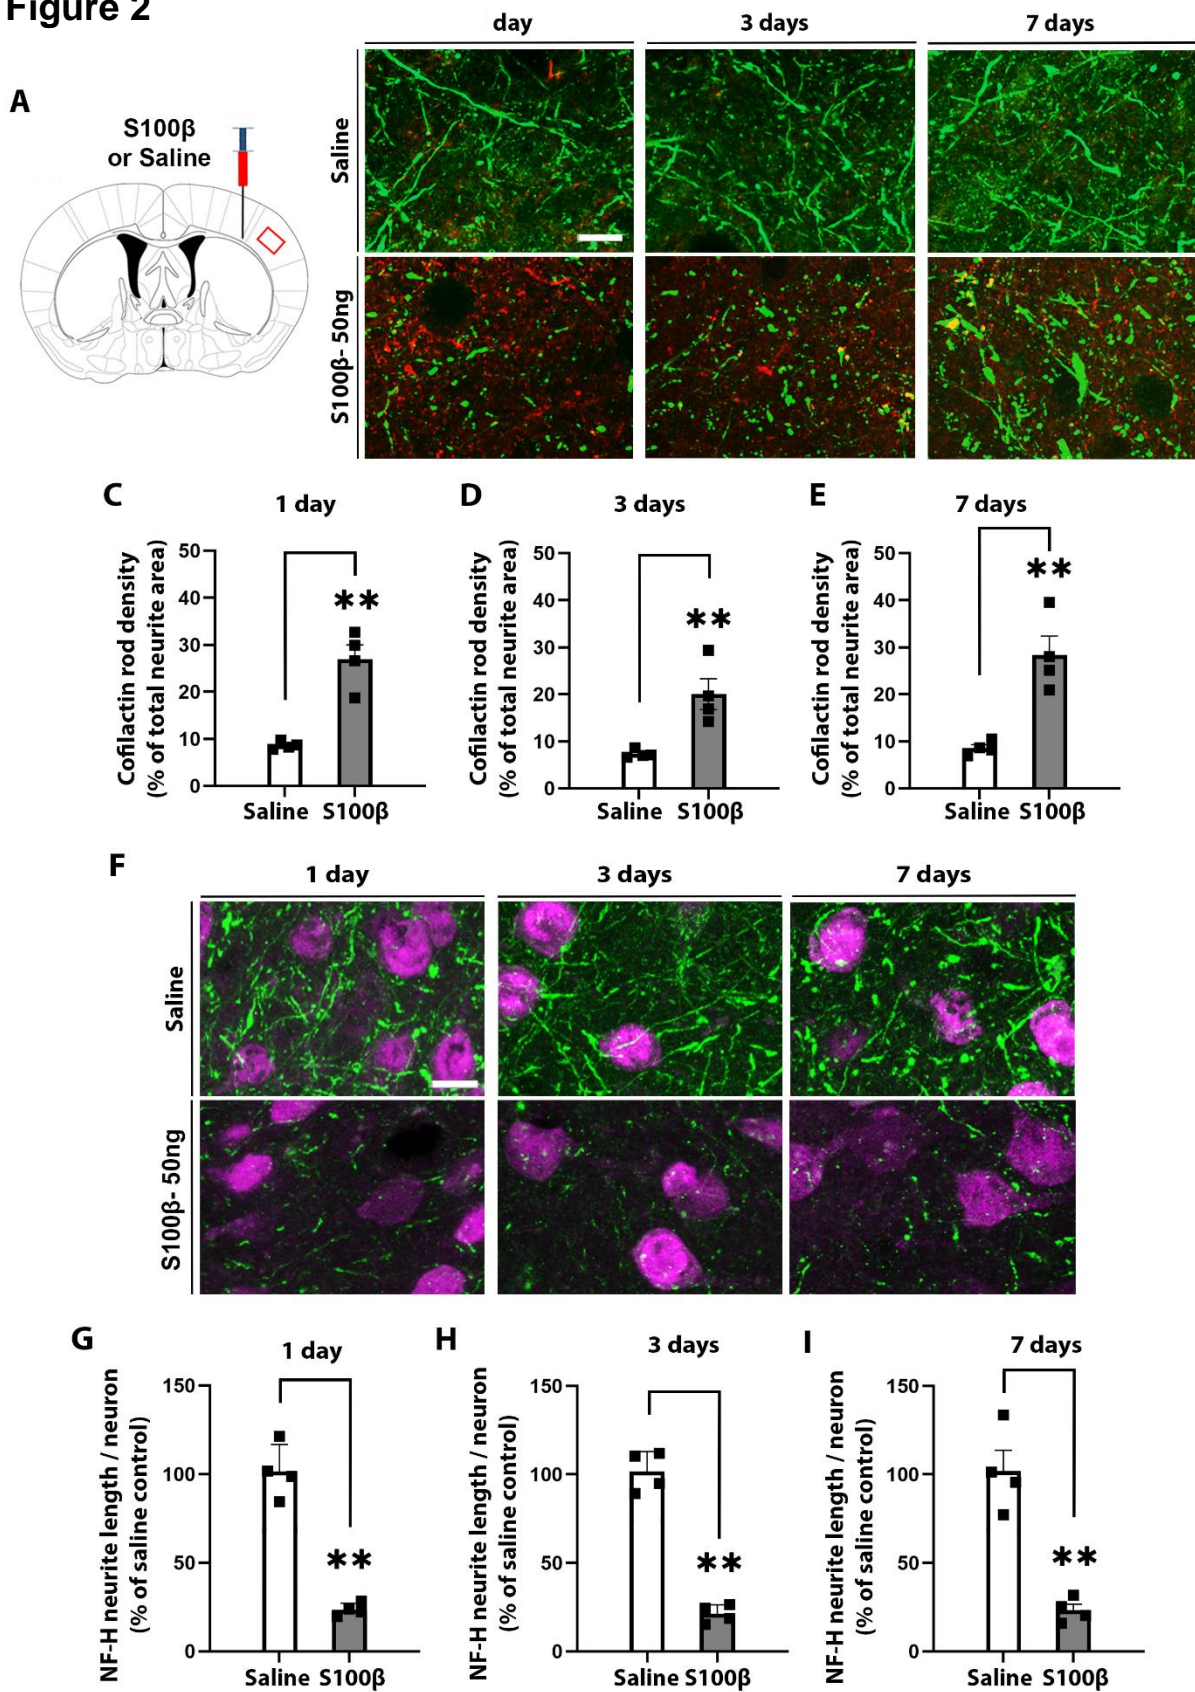 Figure 2
day
3 days
7 days
A
S100β
or Saline
Saline
S100β- 50ng
C
1 day
D
3 days
E
7 days
Cofilactin rod density
(% of total neurite area)
50
40
30
20
10
0
**
Saline S100β
Cofilactin rod density
(% of total neurite area)
50
40
30
20
10
0
**
Saline S100β
Cofilactin rod density
(% of total neurite area)
50
40
30
20
10
0
**
Saline S100β
F
1 day
3 days
7 days
Saline
S100β- 50ng
G
1 day
H
3 days
I
7 days
NF-H neurite length / neuron
(% of saline control)
150
100
50
0
**
Saline S100β
NF-H neurite length / neuron
(% of saline control)
150
100
50
0
**
Saline S100β
NF-H neurite length / neuron
(% of saline control)
150
100
50
0
**
Saline S100β